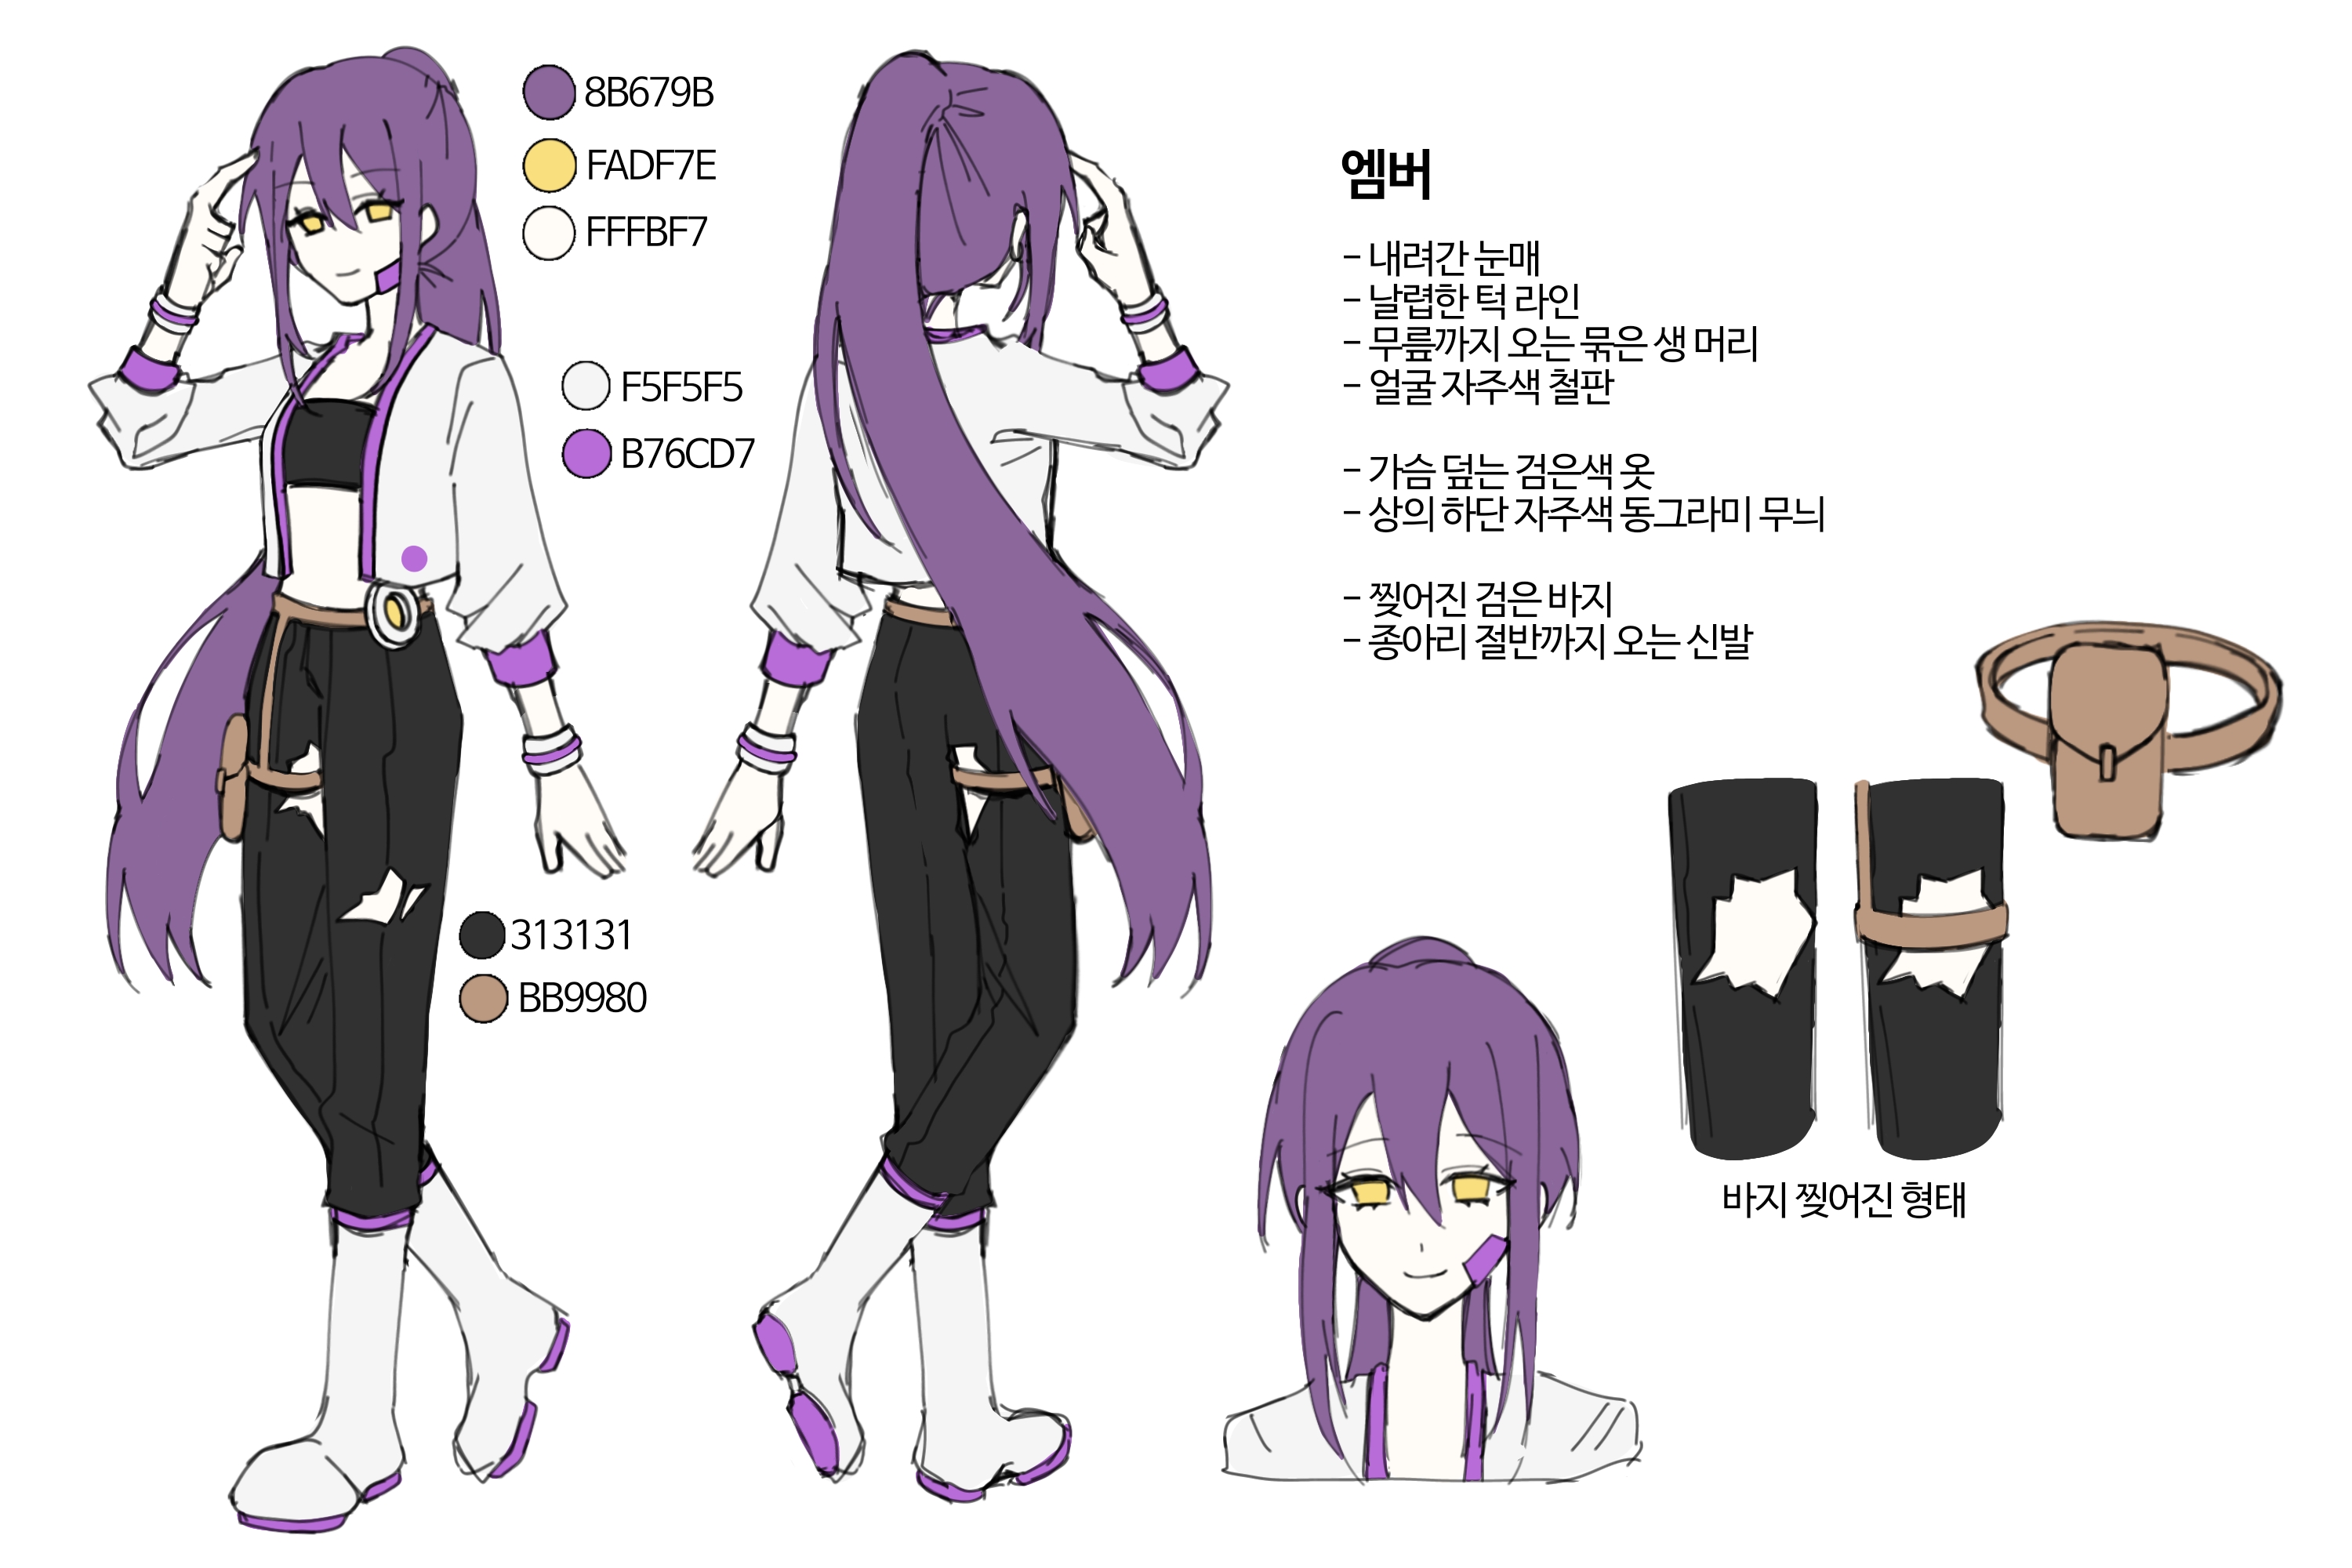 8B679B
FADF7E
FFFBF7
F5F5F5
B76CD7
313131
BB9980
엠버
- 내려간 눈매
- 날렵한 턱 라인
- 무릎까지 오는 묶은 생 머리
- 얼굴 자주색 철판
- 가슴 덮는 검은색 옷
- 상의 하단 자주색 동그라미 무늬
- 찢어진 검은 바지
- 종아리 절반까지 오는 신발
바지 찢어진 형태